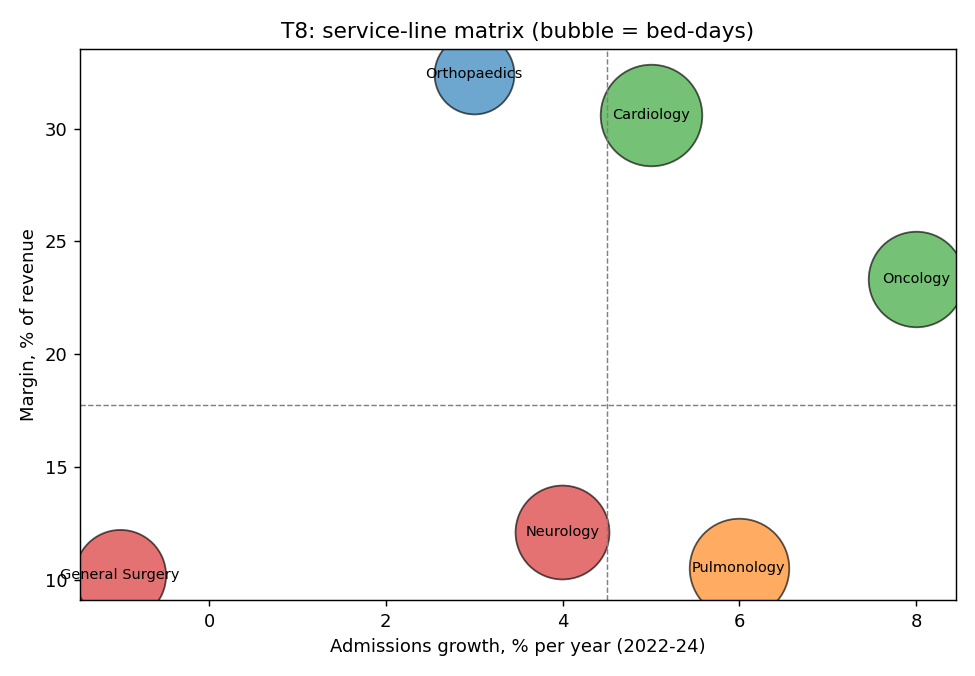 T8: service-line matrix (bubble = bed-days)
Orthopaedics
Cardiology
30
25
Oncology
Margin, % of revenue
20
15
Neurology
Pulmonology
General Surgery
10
0 2 4 6 8
Admissions growth, % per year (2022-24)